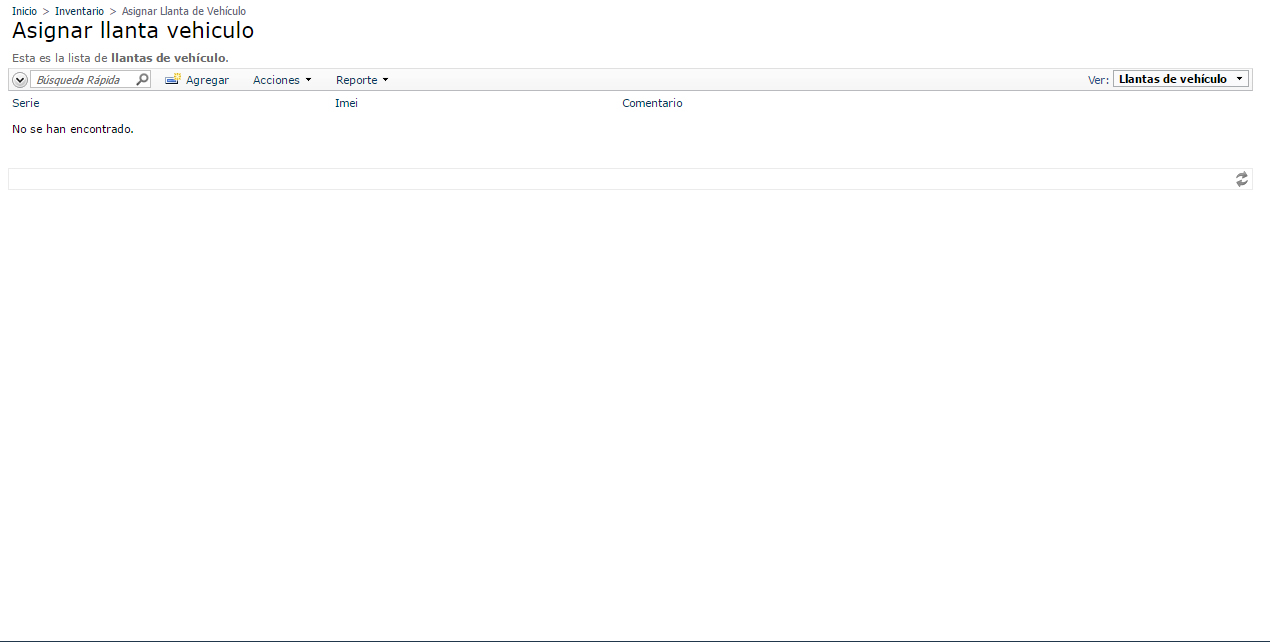 Inicio > Inventario > Asignar Llanta de Vehículo
Asignar llanta vehiculo
Esta es la lista de llantas de vehículo.
Búsqueda Rápida Agregar Acciones Reporte Ver: Llantas de vehículo
Serie Imei Comentario
No se han encontrado.